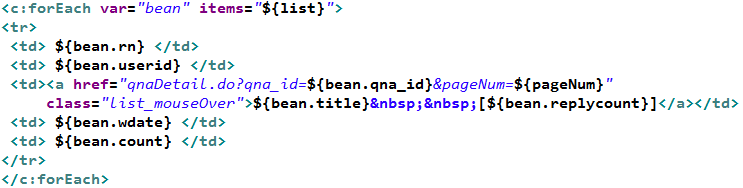 <c:forEach var="bean" items="${list}">
<tr>
<td> ${bean.rn} </td>
<td> ${bean.userid} </td>
<td><a href="qnaDetail.do?qna_id=${bean.qna_id}&pageNum=${pageNum}"
class="list_mouseOver">${bean.title}&nbsp;&nbsp;[${bean.replycount}]</a></td>
<td> ${bean.wdate} </td>
<td> ${bean.count} </td>
</tr>
</c:forEach>